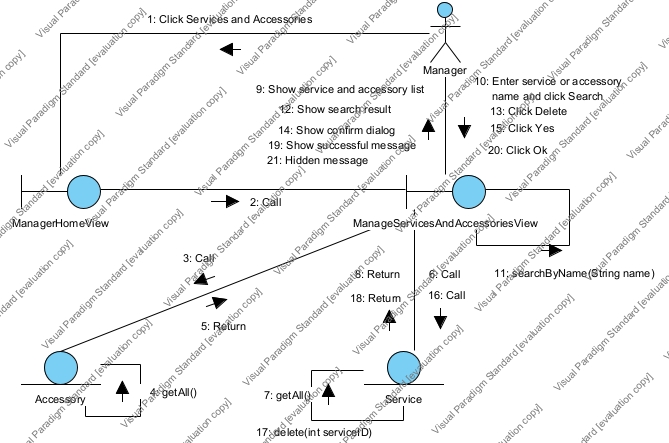 1: Click Services and Accessories
Manager
9: Show service and accessory list
12: Show search result
14: Show confirm dialog
19: Show successful message
21: Hidden message
10: Enter service or accessory
name and click Search
13: Click Delete
15: Click Yes
20: Click Ok
2: Call
ManagerHomeView
ManageServicesAndAccessoriesView
11: searchByName(String name)
3: Call
5: Return
8: Return
18: Return
6: Call
16: Call
Accessory
4: getAll()
7: getAll()
Service
17: delete(int serviceID)
Visual Paradigm Standard [evaluation copy]